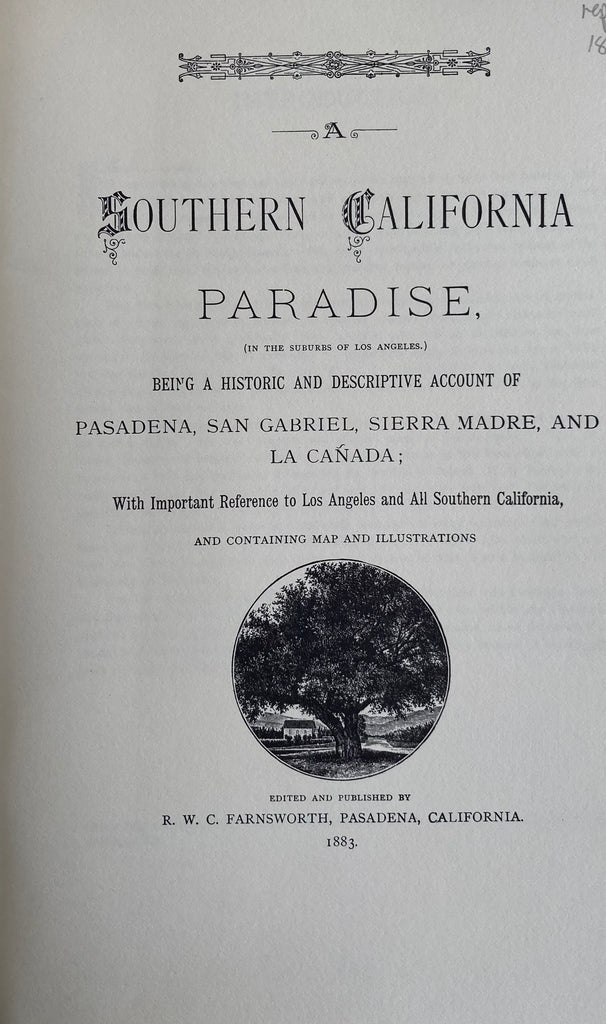 A
SOUTHERN CALIFORNIA
PARADISE,
(IN THE SUBURBS OF LOS ANGELES.)
BEING A HISTORIC AND DESCRIPTIVE ACCOUNT OF
PASADENA, SAN GABRIEL, SIERRA MADRE, AND
LA CAÑADA;
With Important Reference to Los Angeles and All Southern California,
AND CONTAINING MAP AND ILLUSTRATIONS
EDITED AND PUBLISHED BY
R. W. C. FARNSWORTH, PASADENA, CALIFORNIA.
1883.